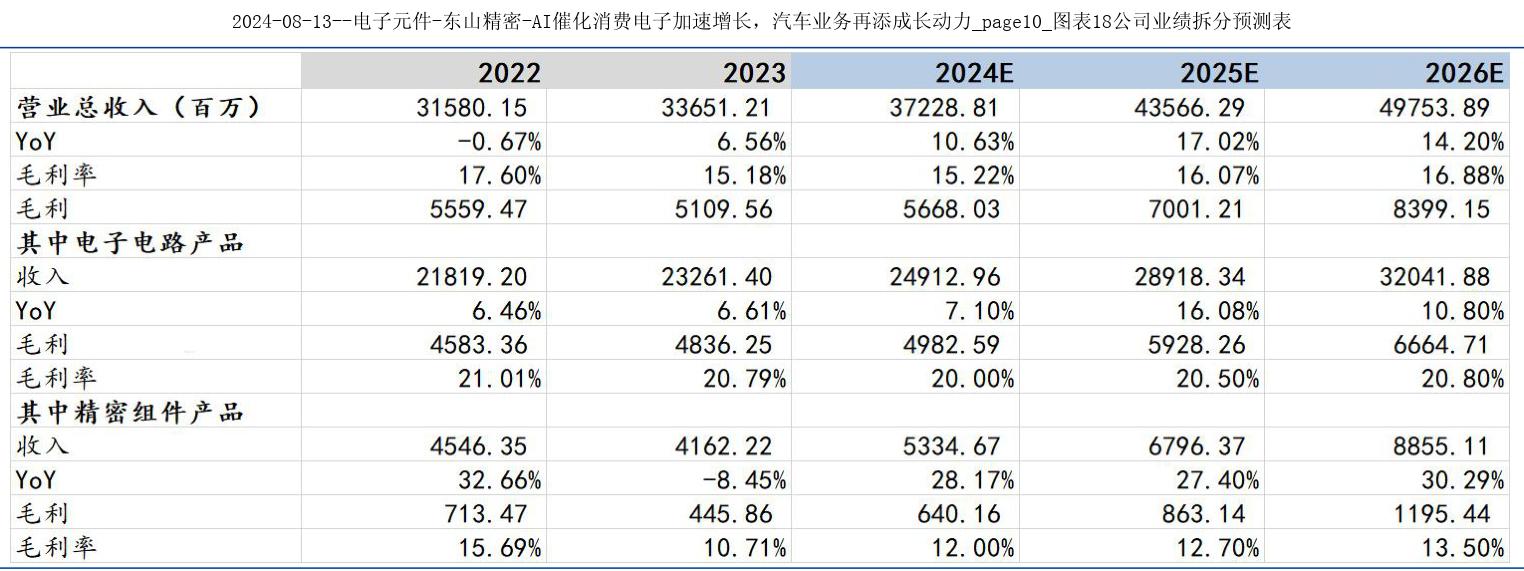 2024-08-13--电子元件-东山精密-AI催化消费电子加速增长，汽车业务再添成长动力_page10_图表18公司业绩拆分预测表
2022 2023 2024E 2025E 2026E
营业总收入（百万） 31580.15 33651.21 37228.81 43566.29 49753.89
YoY -0.67% 6.56% 10.63% 17.02% 14.20%
毛利率 17.60% 15.18% 15.22% 16.07% 16.88%
毛利 5559.47 5109.56 5668.03 7001.21 8399.15
其中电子电路产品
收入 21819.20 23261.40 24912.96 28918.34 32041.88
YoY 6.46% 6.61% 7.10% 16.08% 10.80%
毛利 4583.36 4836.25 4982.59 5928.26 6664.71
毛利率 21.01% 20.79% 20.00% 20.50% 20.80%
其中精密组件产品
收入 4546.35 4162.22 5334.67 6796.37 8855.11
YoY 32.66% -8.45% 28.17% 27.40% 30.29%
毛利 713.47 445.86 640.16 863.14 1195.44
毛利率 15.69% 10.71% 12.00% 12.70% 13.50%